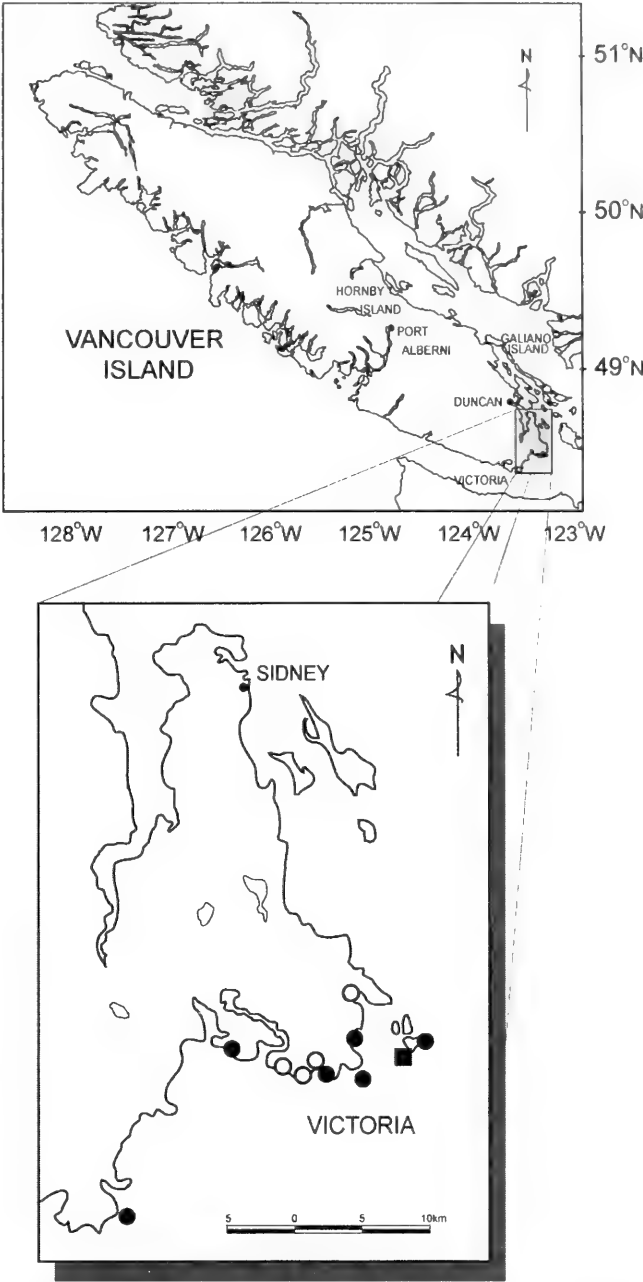 N
51°N
50°N
HORNBY
ISLAND
PORT
ALBERNI
GALIANO
ISLAND
VANCOUVER
ISLAND
49°N
DUNCAN
VICTORIA
128°W 127°W 126°W 125°W 124°W 123°W
SIDNEY
N
VICTORIA
5 0 5 10km